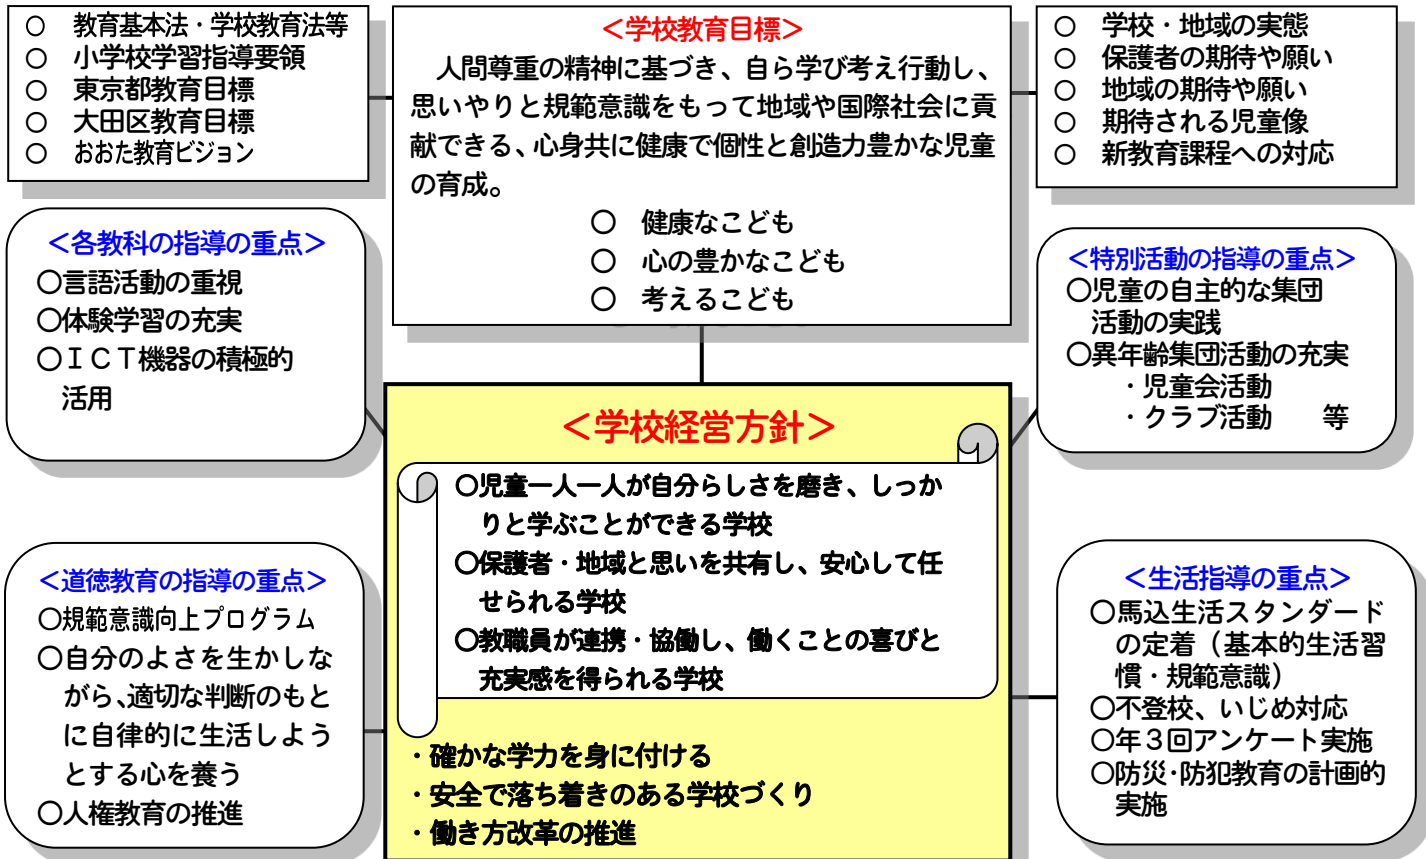 ○ 教育基本法・学校教育法等
○ 小学校学習指導要領
○ 東京都教育目標
○ 大田区教育目標
○ おおた教育ビジョン
＜学校教育目標＞
人間尊重の精神に基づき、自ら学び考え行動し、
思いやりと規範意識をもって地域や国際社会に貢
献できる、心身共に健康で個性と創造力豊かな児童
の育成。
○ 健康なこども
○ 心の豊かなこども
○ 考えるこども
○ 学校・地域の実態
○ 保護者の期待や願い
○ 地域の期待や願い
○ 期待される児童像
○ 新教育課程への対応
＜各教科の指導の重点＞
○言語活動の重視
○体験学習の充実
○ＩＣＴ機器の積極的
活用
＜特別活動の指導の重点＞
○児童の自主的な集団
活動の実践
○異年齢集団活動の充実
・児童会活動
・クラブ活動 等
＜学校経営方針＞
○児童一人一人が自分らしさを磨き、しっか
りと学ぶことができる学校
○保護者・地域と思いを共有し、安心して任
せられる学校
○教職員が連携・協働し、働くことの喜びと
充実感を得られる学校
・確かな学力を身に付ける
・安全で落ち着きのある学校づくり
・働き方改革の推進
＜道徳教育の指導の重点＞
○規範意識向上プログラム
○自分のよさを生かしな
がら、適切な判断のもと
に自律的に生活しよう
とする心を養う
○人権教育の推進
＜生活指導の重点＞
○馬込生活スタンダード
の定着（基本的生活習
慣・規範意識）
○不登校、いじめ対応
○年３回アンケート実施
○防災・防犯教育の計画的
実施